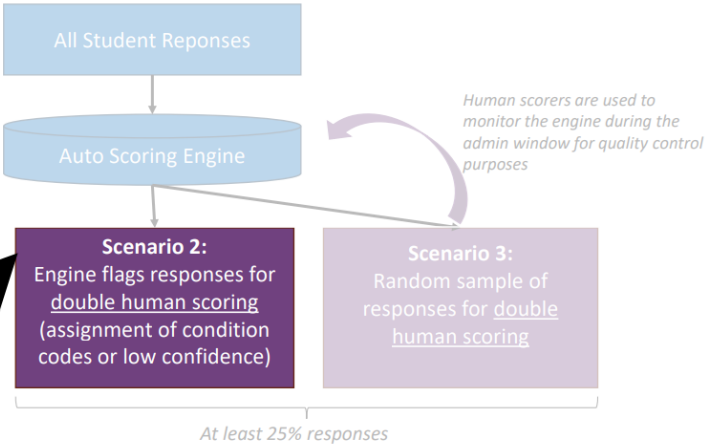 All Student Reponses
Human scorers are used to
monitor the engine during the
admin window for quality control
purposes
Auto Scoring Engine
Scenario 2:
Engine flags responses for
double human scoring
(assignment of condition
codes or low confidence)
Scenario 3:
Random sample of
responses for double
human scoring
At least 25% responses